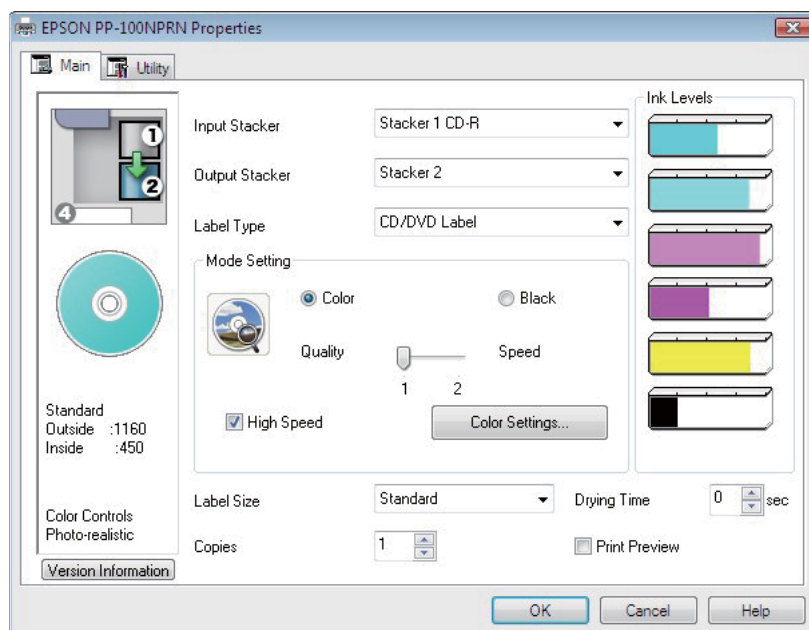 EPSON PP-100NPRN Properties
Main
Utility
1
2
4
Standard
Outside :1160
Inside :450
Color Controls
Photo-realistic
Version Information
Input Stacker
Stacker 1 CD-R
Output Stacker
Stacker 2
Label Type
CD/DVD Label
Mode Setting
Color
Black
Quality
Speed
1 2
High Speed
Color Settings...
Label Size
Standard
Drying Time
0
sec
Copies
1
Print Preview
Ink Levels
OK
Cancel
Help